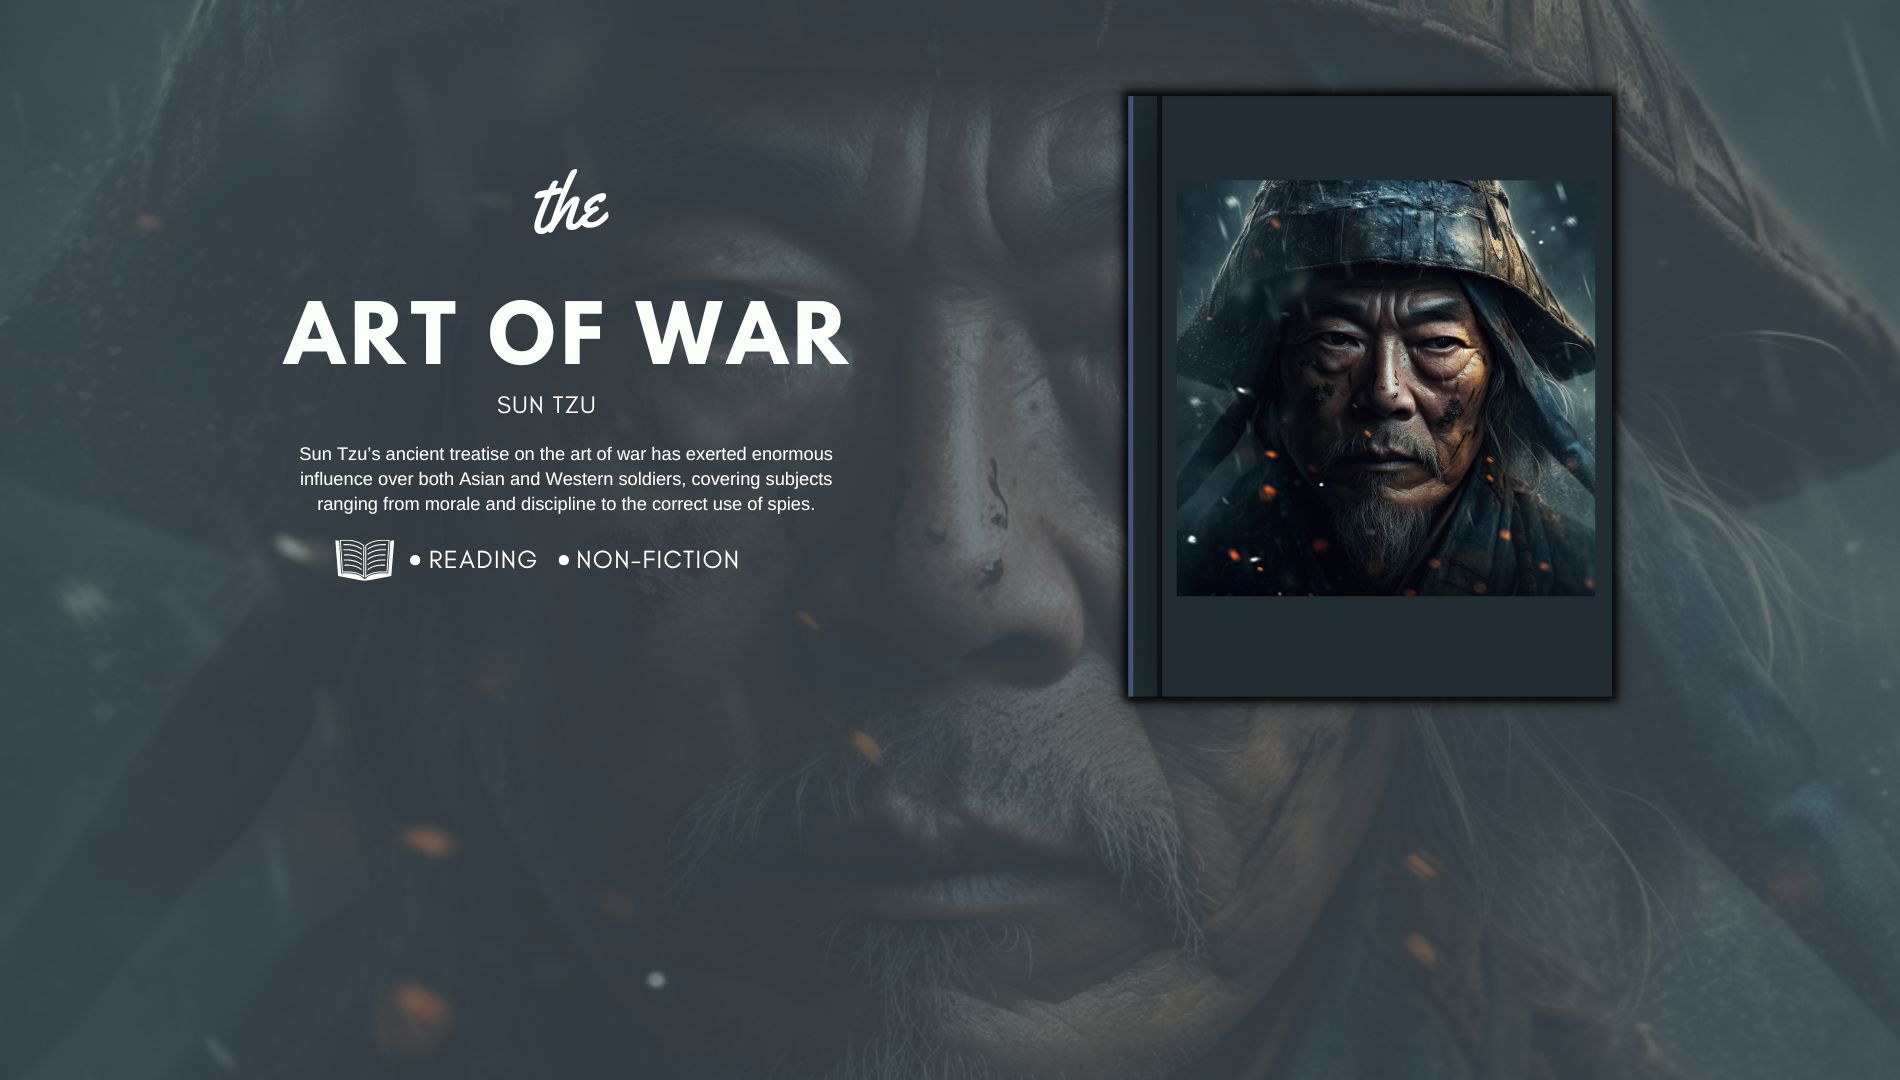 the
ART OF WAR
SUN TZU
Sun Tzu's ancient treatise on the art of war has exerted enormous
influence over both Asian and Western soldiers, covering subjects
ranging from morale and discipline to the correct use of spies.
• READING • NON-FICTION